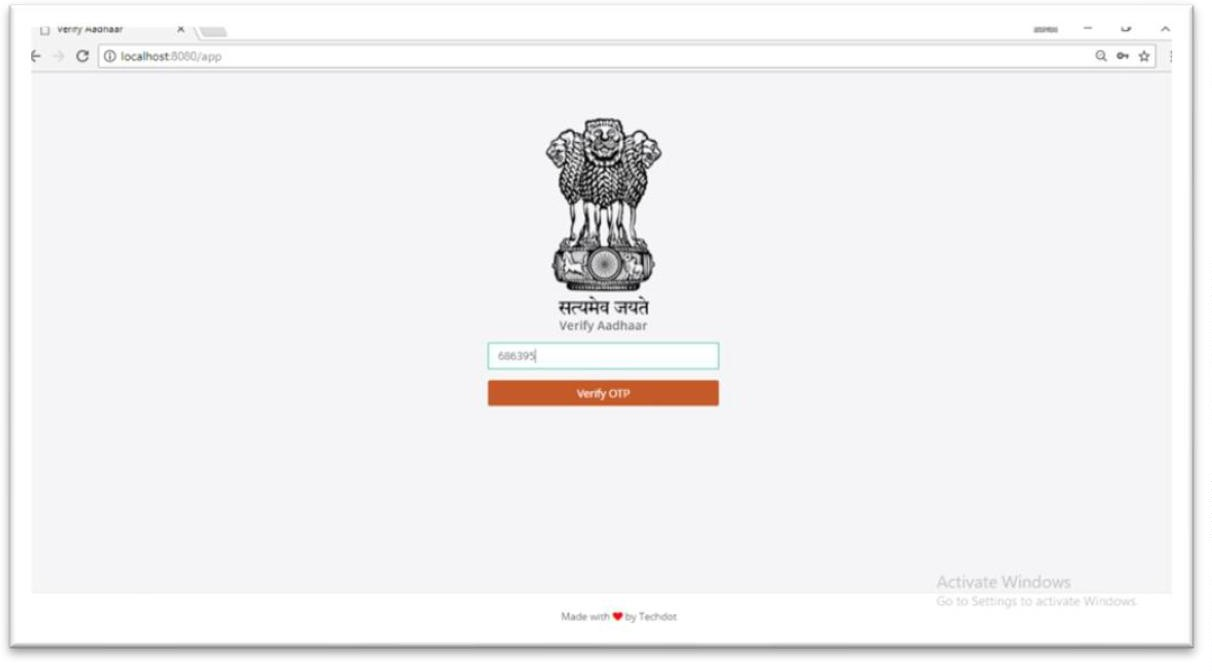 Verify Aadhaar
localhost:8080/app
सत्यमेव जयते
Verify Aadhaar
686395
Verify OTP
Activate Windows
Go to Settings to activate Windows.
Made with ❤ by Techdot